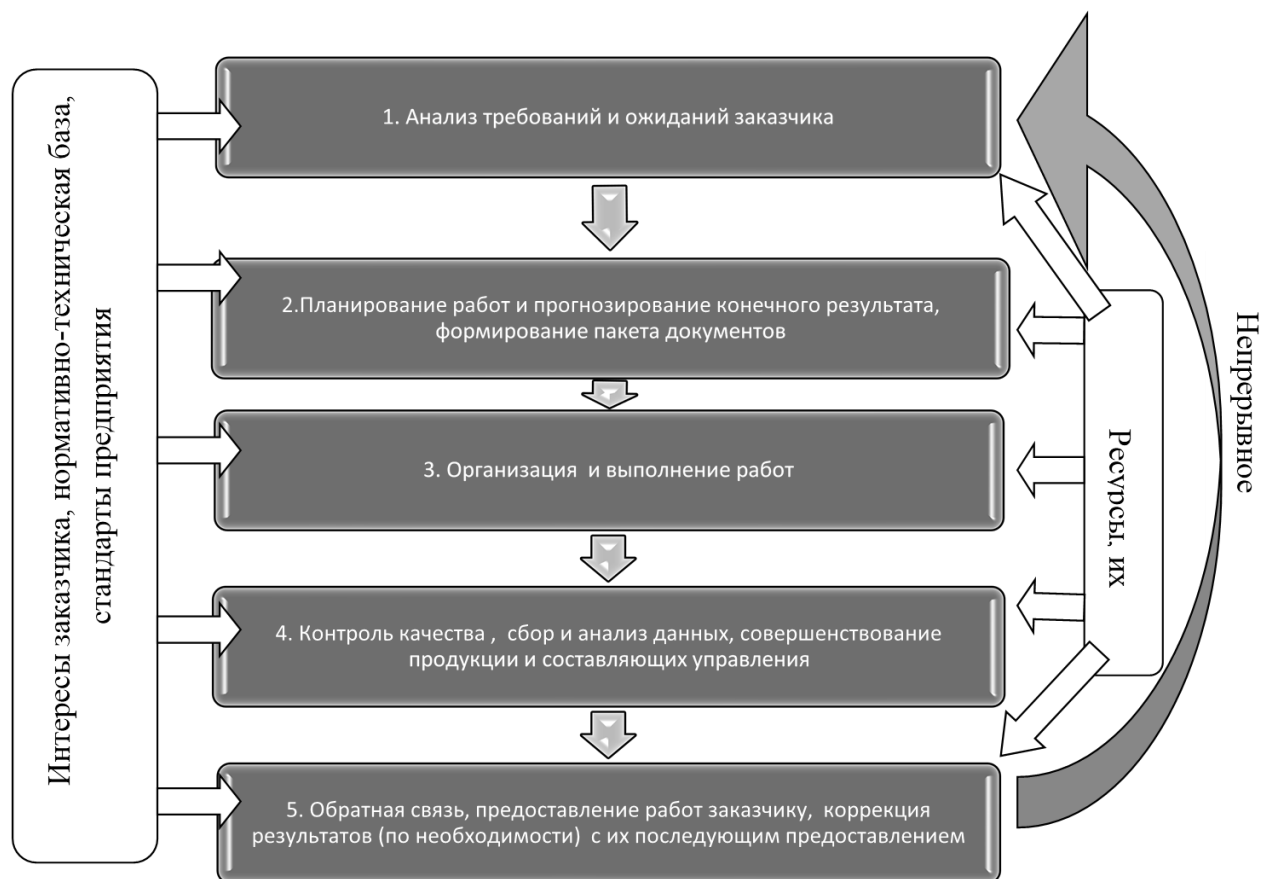 Интересы заказчика, нормативно-техническая база,
стандарты предприятия
1. Анализ требований и ожиданий заказчика
2.Планирование работ и прогнозирование конечного результата,
формирование пакета документов
3. Организация и выполнение работ
4. Контроль качества , сбор и анализ данных, совершенствование
продукции и составляющих управления
5. Обратная связь, предоставление работ заказчику, коррекция
результатов (по необходимости) с их последующим предоставлением
Ресурсы, их
Непрерывное